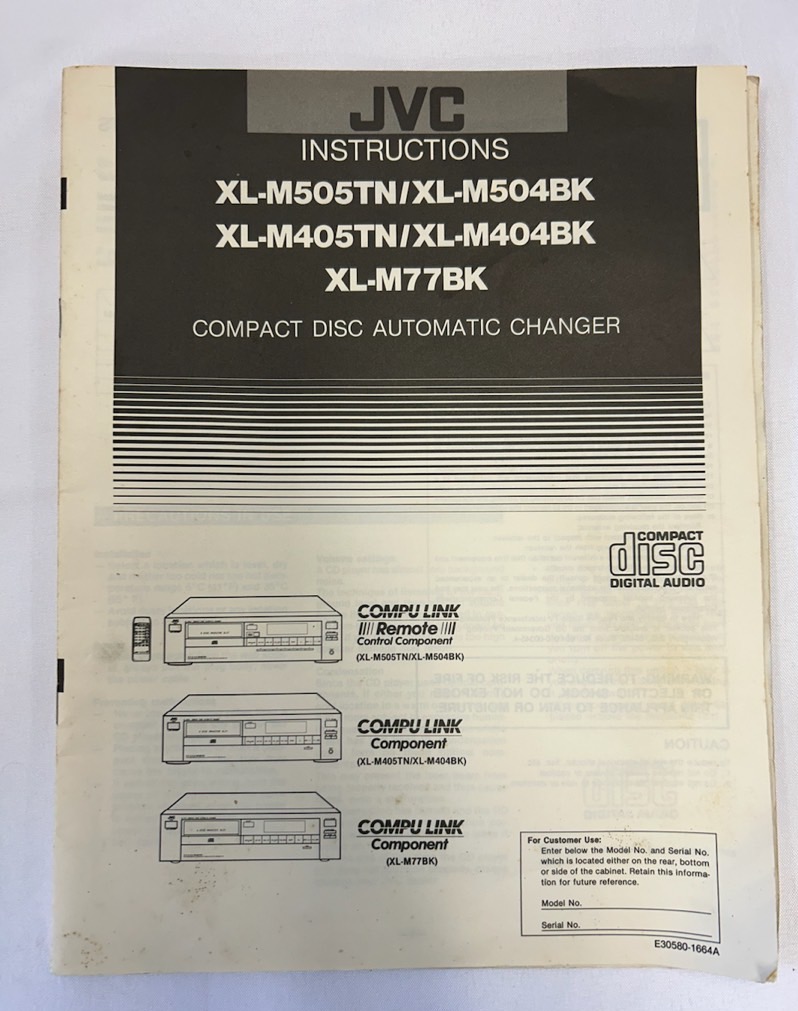 JVC
INSTRUCTIONS
XL-M505TN/XL-M504BK
XL-M405TN/XL-M404BK
XL-M77BK
COMPACT DISC AUTOMATIC CHANGER
COMPACT
disc
DIGITAL AUDIO
COMPU LINK
Remote
Control Component
(XL-M505TN/XL-M504BK)
COMPU LINK
Component
(XL-M405TN/XL-M404BK)
COMPU LINK
Component
(XL-M77BK)
For Customer Use:
Enter below the Model No. and Serial No.
which is located either on the rear, bottom
or side of the cabinet. Retain this informa-
tion for future reference.
Model No.
Serial No.
E30580-1664A